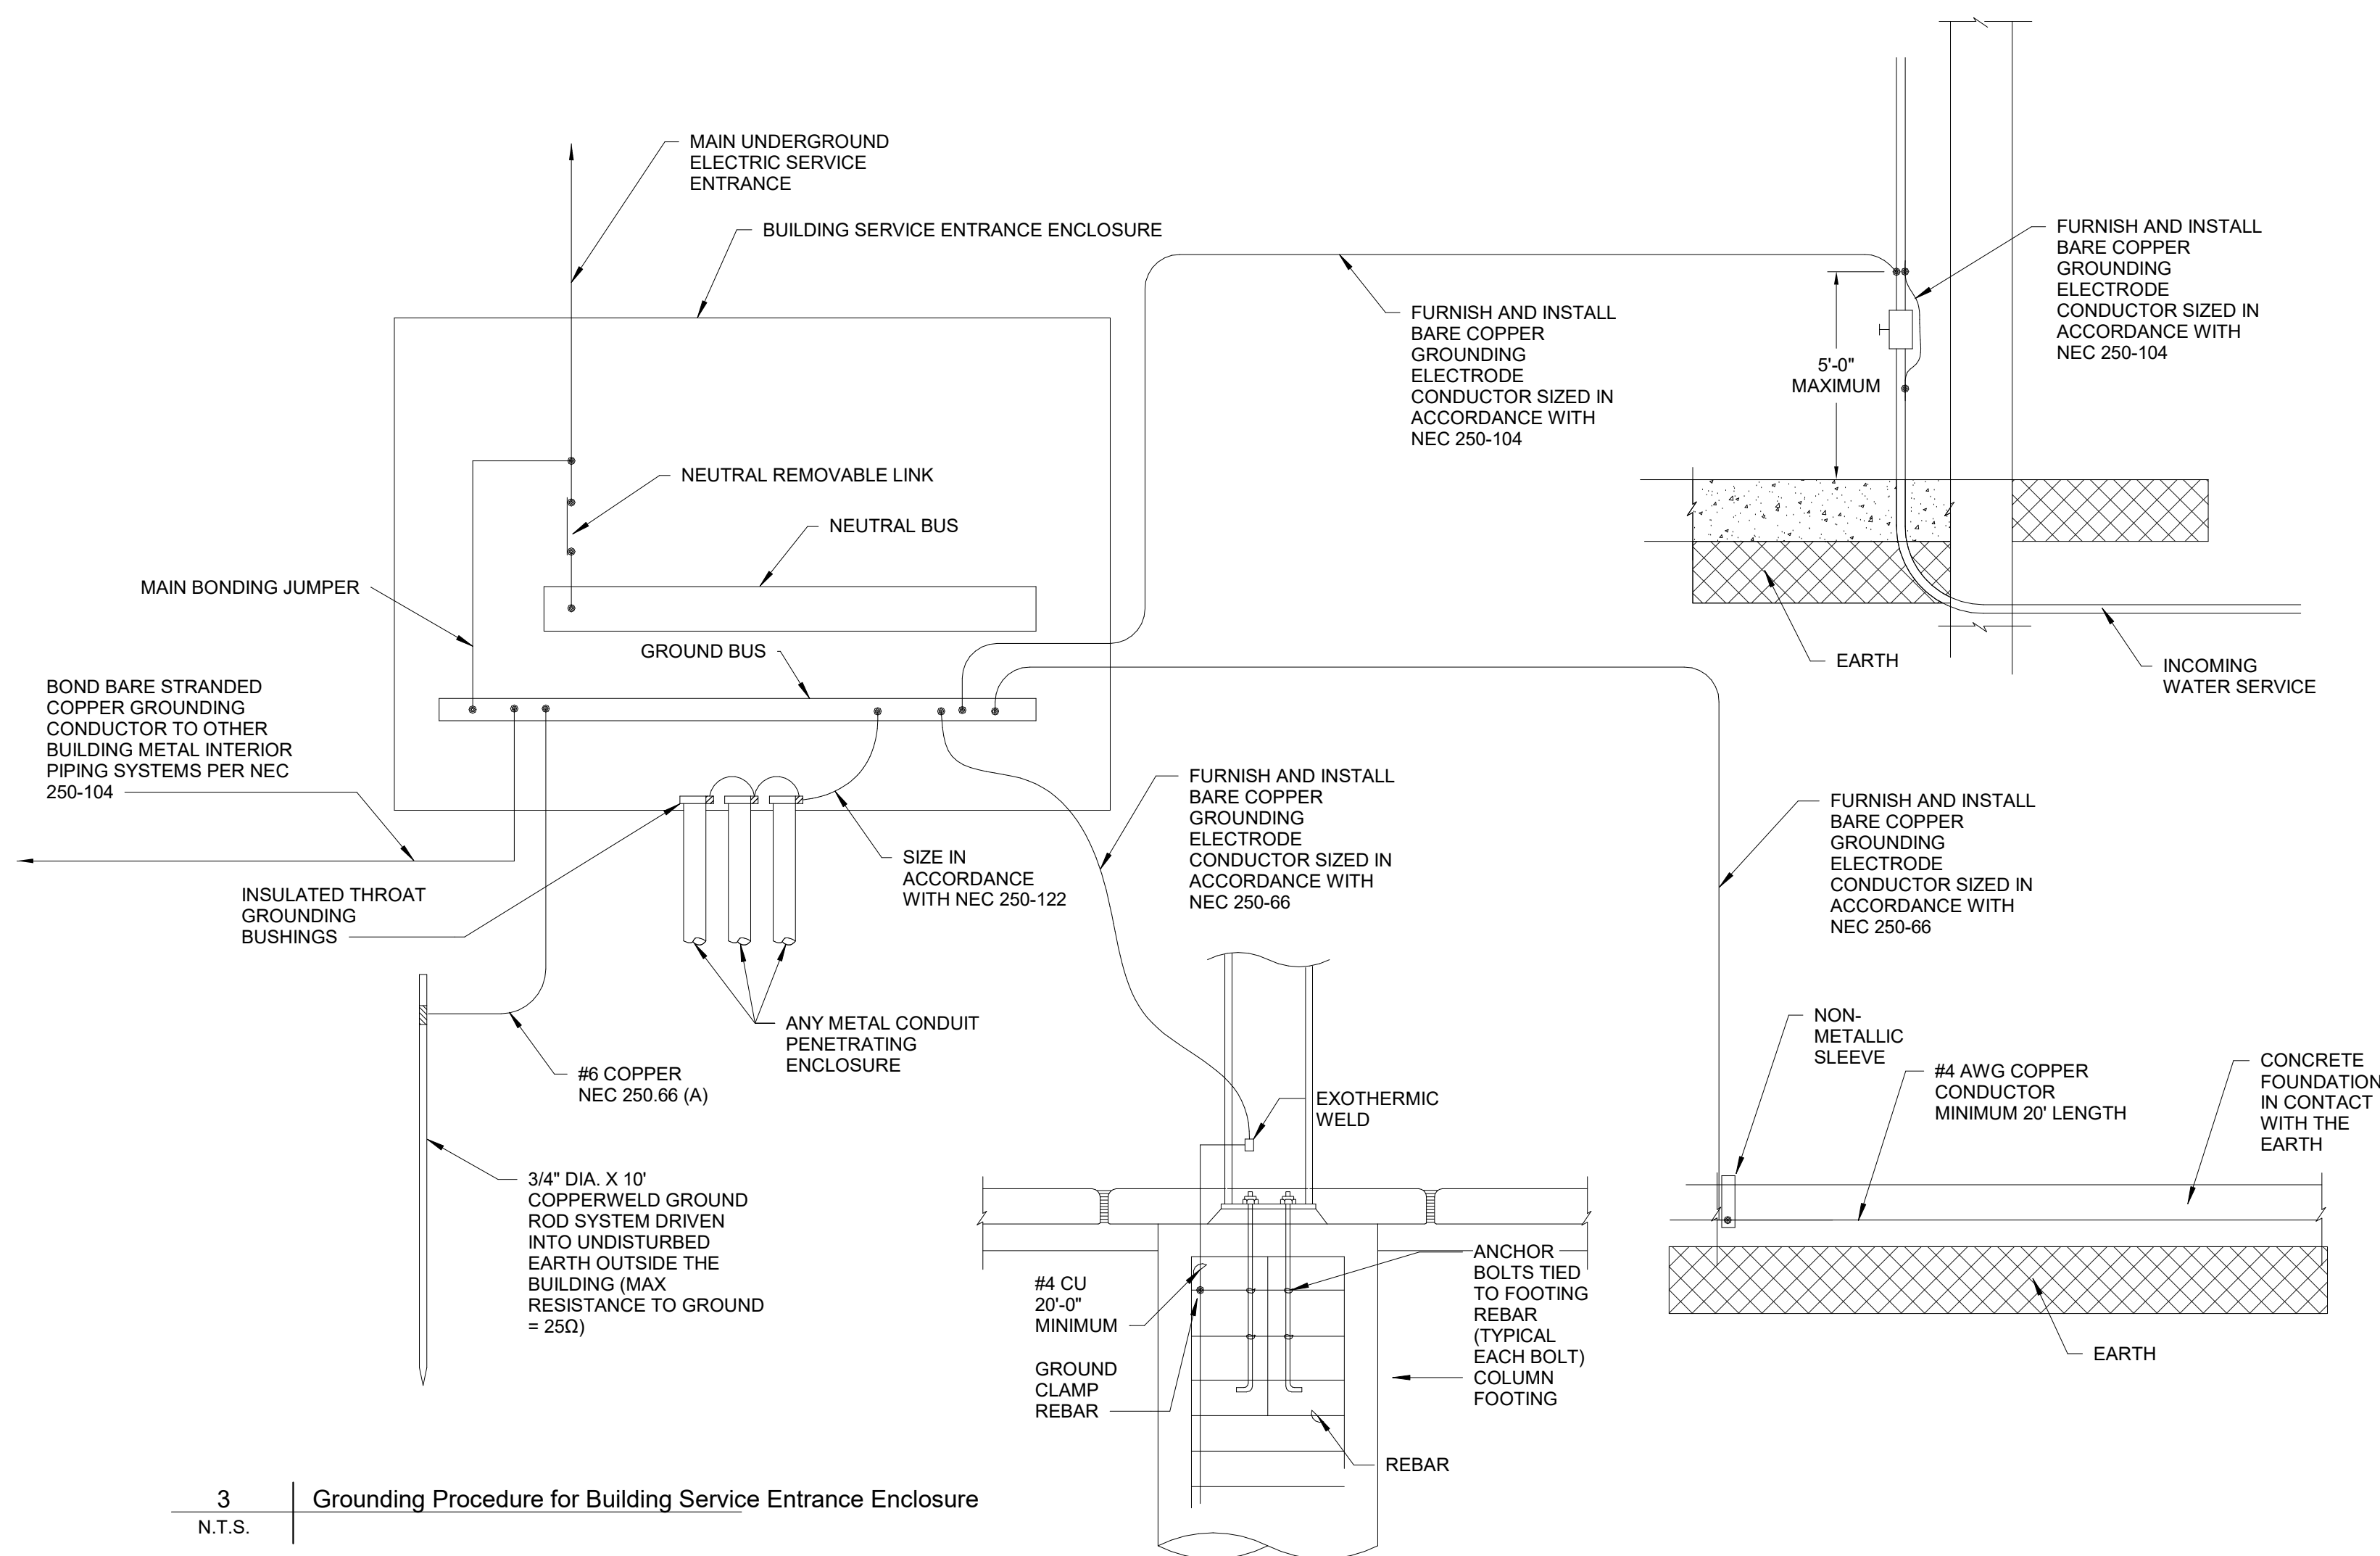 MAIN UNDERGROUND
ELECTRIC SERVICE
ENTRANCE
BUILDING SERVICE ENTRANCE ENCLOSURE
FURNISH AND INSTALL
BARE COPPER
GROUNDING
ELECTRODE
CONDUCTOR SIZED IN
ACCORDANCE WITH
NEC 250-104
FURNISH AND INSTALL
BARE COPPER
GROUNDING
ELECTRODE
CONDUCTOR SIZED IN
ACCORDANCE WITH
NEC 250-104
5'-0"
MAXIMUM
NEUTRAL REMOVABLE LINK
NEUTRAL BUS
MAIN BONDING JUMPER
GROUND BUS
EARTH
INCOMING
WATER SERVICE
BOND BARE STRANDED
COPPER GROUNDING
CONDUCTOR TO OTHER
BUILDING METAL INTERIOR
PIPING SYSTEMS PER NEC
250-104
INSULATED THROAT
GROUNDING
BUSHINGS
SIZE IN
ACCORDANCE
WITH NEC 250-122
FURNISH AND INSTALL
BARE COPPER
GROUNDING
ELECTRODE
CONDUCTOR SIZED IN
ACCORDANCE WITH
NEC 250-66
FURNISH AND INSTALL
BARE COPPER
GROUNDING
ELECTRODE
CONDUCTOR SIZED IN
ACCORDANCE WITH
NEC 250-66
ANY METAL CONDUIT
PENETRATING
ENCLOSURE
#6 COPPER
NEC 250.66 (A)
3/4" DIA. X 10'
COPPERWELD GROUND
ROD SYSTEM DRIVEN
INTO UNDISTURBED
EARTH OUTSIDE THE
BUILDING (MAX
RESISTANCE TO GROUND
= 25Ω)
EXOTHERMIC
WELD
NON-
METALLIC
SLEEVE
#4 AWG COPPER
CONDUCTOR
MINIMUM 20' LENGTH
CONCRETE
FOUNDATION
IN CONTACT
WITH THE
EARTH
#4 CU
20'-0"
MINIMUM
GROUND
CLAMP
REBAR
ANCHOR
BOLTS TIED
TO FOOTING
REBAR
(TYPICAL
EACH BOLT)
COLUMN
FOOTING
REBAR
EARTH
3
Grounding Procedure for Building Service Entrance Enclosure
N.T.S.